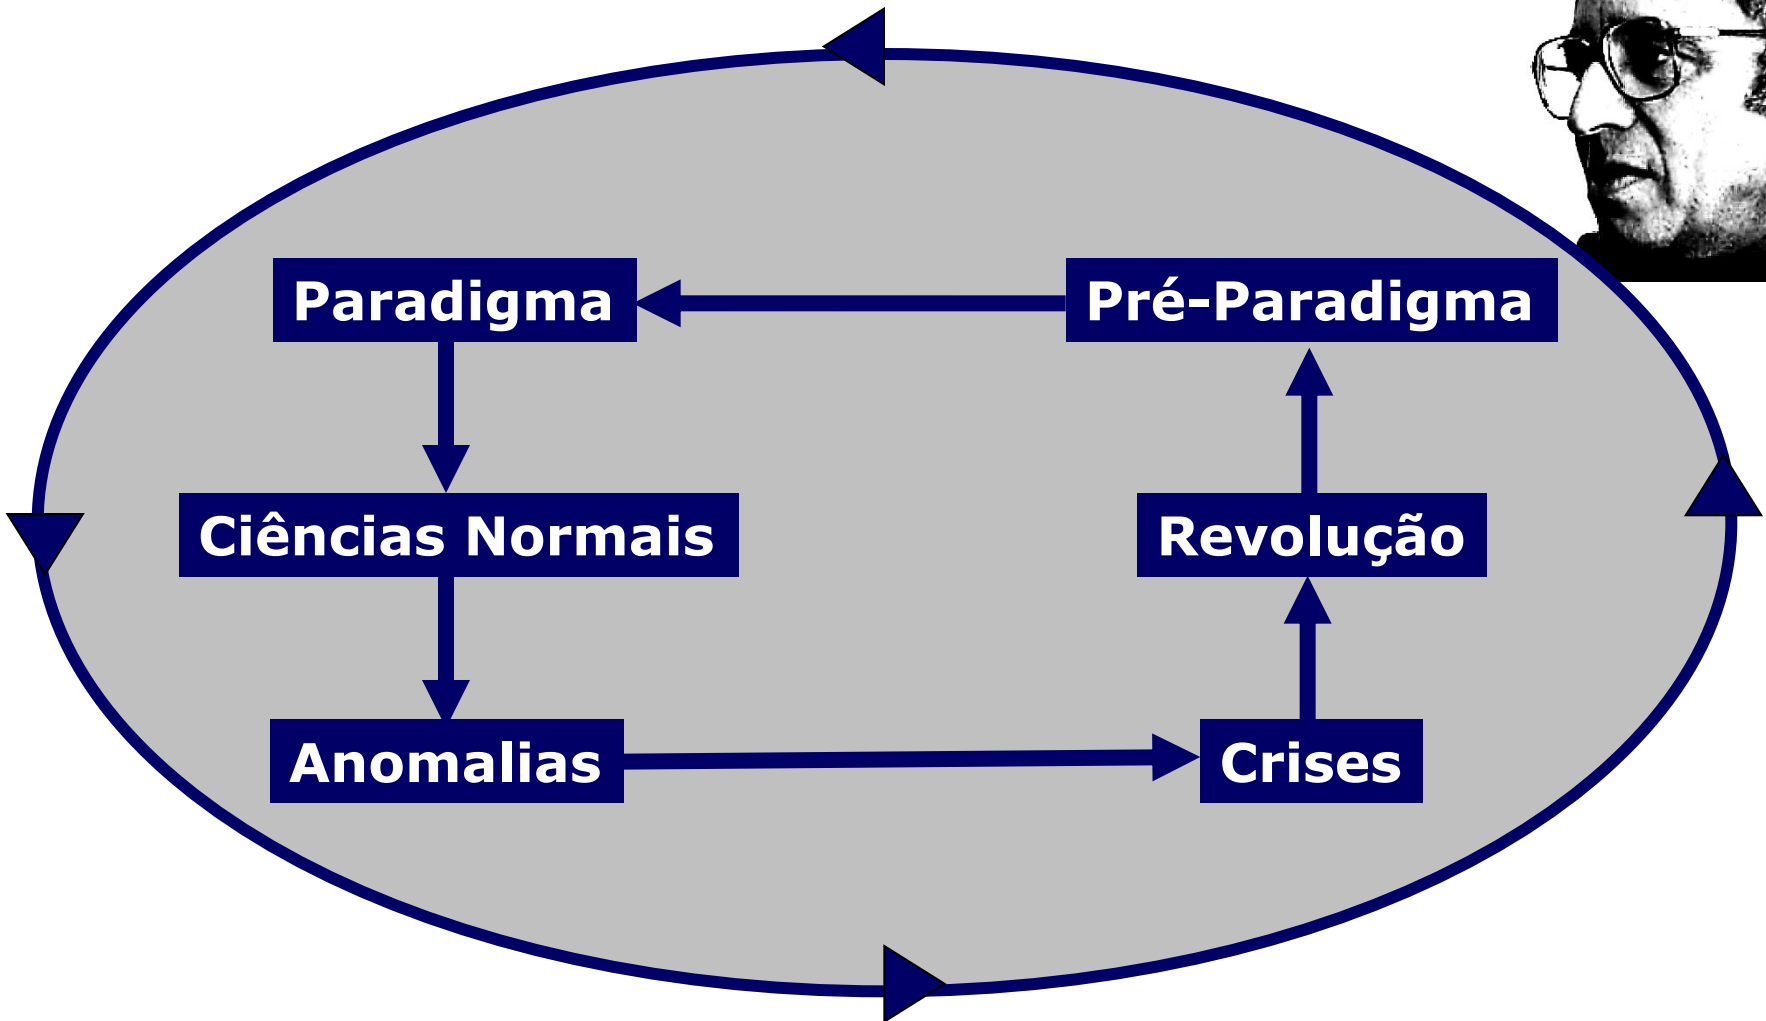 Paradigma
Pré-Paradigma
Ciências Normais
Revolução
Anomalias
Crises